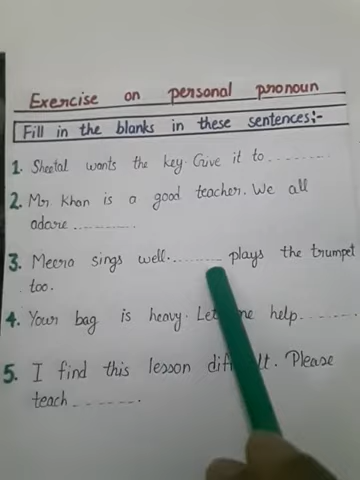 Exercise on personal pronoun
Fill in the blanks in these sentences:-
1. Sheetal wants the key. Give it to ..........
2. Mr. Khan is a good teacher. We all
adore ..........
3. Meera sings well. .......... plays the trumpet
too.
4. Your bag is heavy. Let me help ........
5. I find this lesson difficult. Please
teach ..........